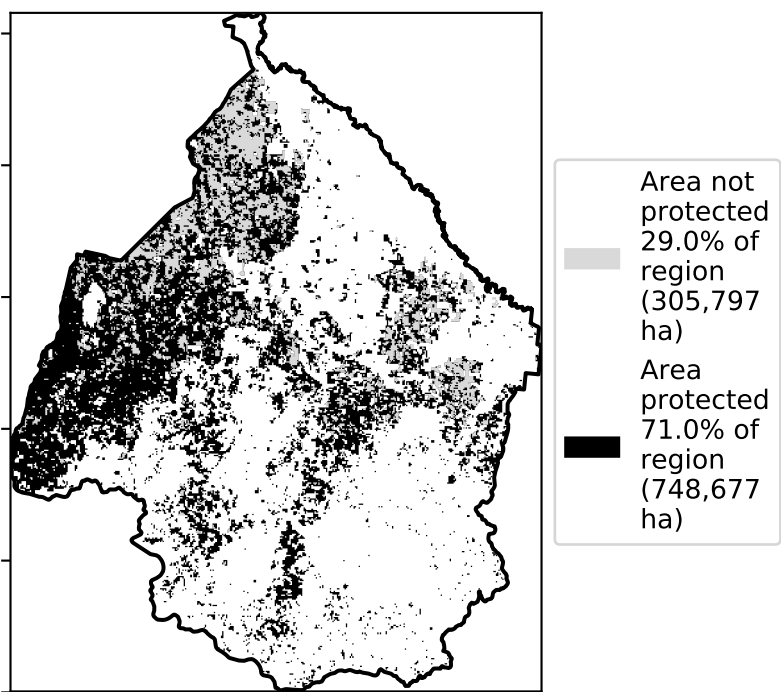 Area not
protected
29.0% of
region
(305,797
ha)
Area
protected
71.0% of
region
(748,677
ha)